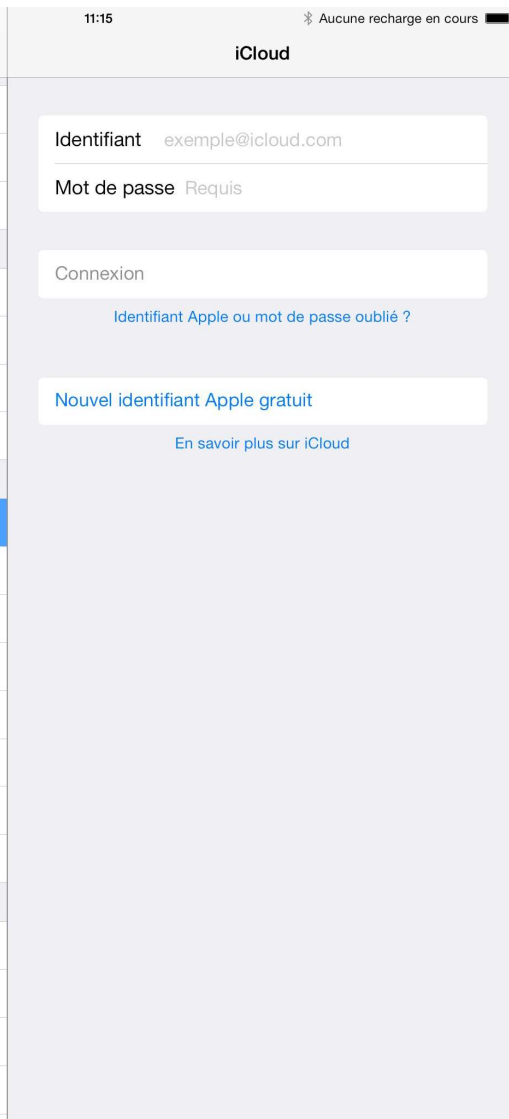 11:15 Aucune recharge en cours
iCloud
Identifiant exemple@icloud.com
Mot de passe Requis
Connexion
Identifiant Apple ou mot de passe oublié ?
Nouvel identifiant Apple gratuit
En savoir plus sur iCloud